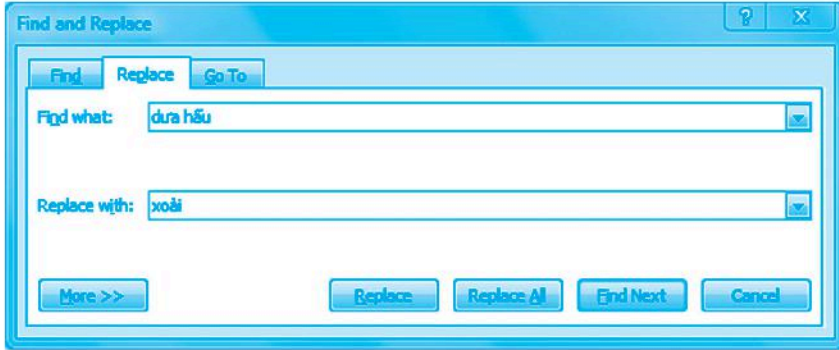 Find and Replace
Find Replace Go To
Find what: dưa hấu
Replace with: xoài
More >> Replace Replace All Find Next Cancel